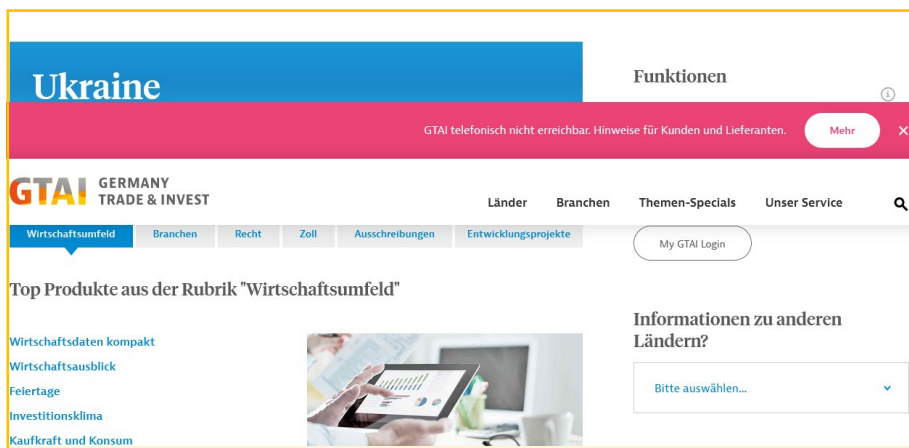 Ukraine
Funktionen
GTAI telefonisch nicht erreichbar. Hinweise für Kunden und Lieferanten.
Mehr
GTAI GERMANY
TRADE & INVEST
Länder Branchen Themen-Specials Unser Service
Wirtschaftsumfeld Branchen Recht Zoll Ausschreibungen Entwicklungsprojekte
My GTAI Login
Top Produkte aus der Rubrik "Wirtschaftsumfeld"
Wirtschaftsdaten kompakt
Wirtschaftsausblick
Feiertage
Investitionsklima
Kaufkraft und Konsum
Informationen zu anderen
Ländern?
Bitte auswählen...